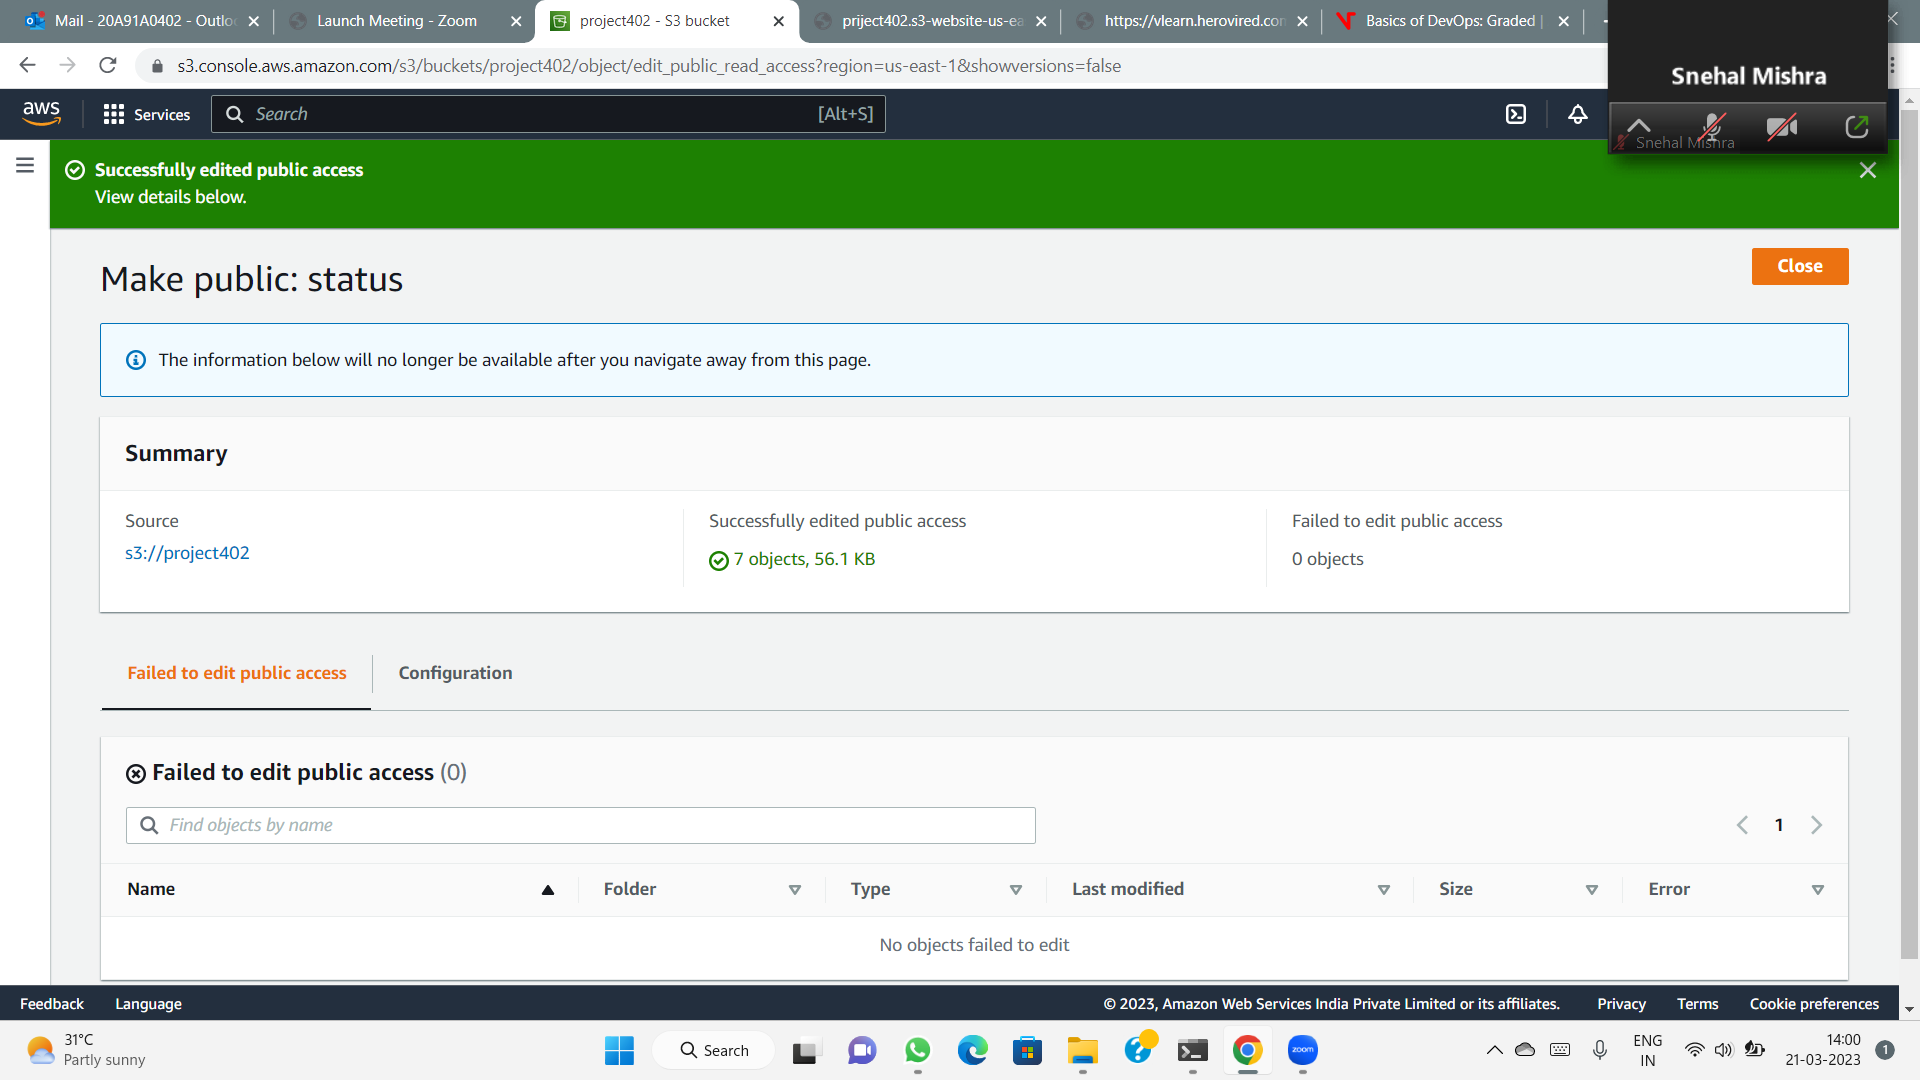 Mail - 20A91A0402 - Outlo
Launch Meeting - Zoom
project402 - S3 bucket
priject402.s3-website-us-ea
https://vlearn.herovired.com
Basics of DevOps: Graded |
s3.console.aws.amazon.com/s3/buckets/project402/object/edit_public_read_access?region=us-east-1&showversions=false
Snehal Mishra
Snehal Mishra
aws
Services
Search
[Alt+S]
Successfully edited public access
View details below.
Make public: status
Close
The information below will no longer be available after you navigate away from this page.
Summary
Source
s3://project402
Successfully edited public access
7 objects, 56.1 KB
Failed to edit public access
0 objects
Failed to edit public access
Configuration
Failed to edit public access (0)
Find objects by name
1
Name
Folder
Type
Last modified
Size
Error
No objects failed to edit
Feedback
Language
© 2023, Amazon Web Services India Private Limited or its affiliates.
Privacy
Terms
Cookie preferences
31°C
Partly sunny
Search
zoom
ENG
IN
14:00
21-03-2023
1